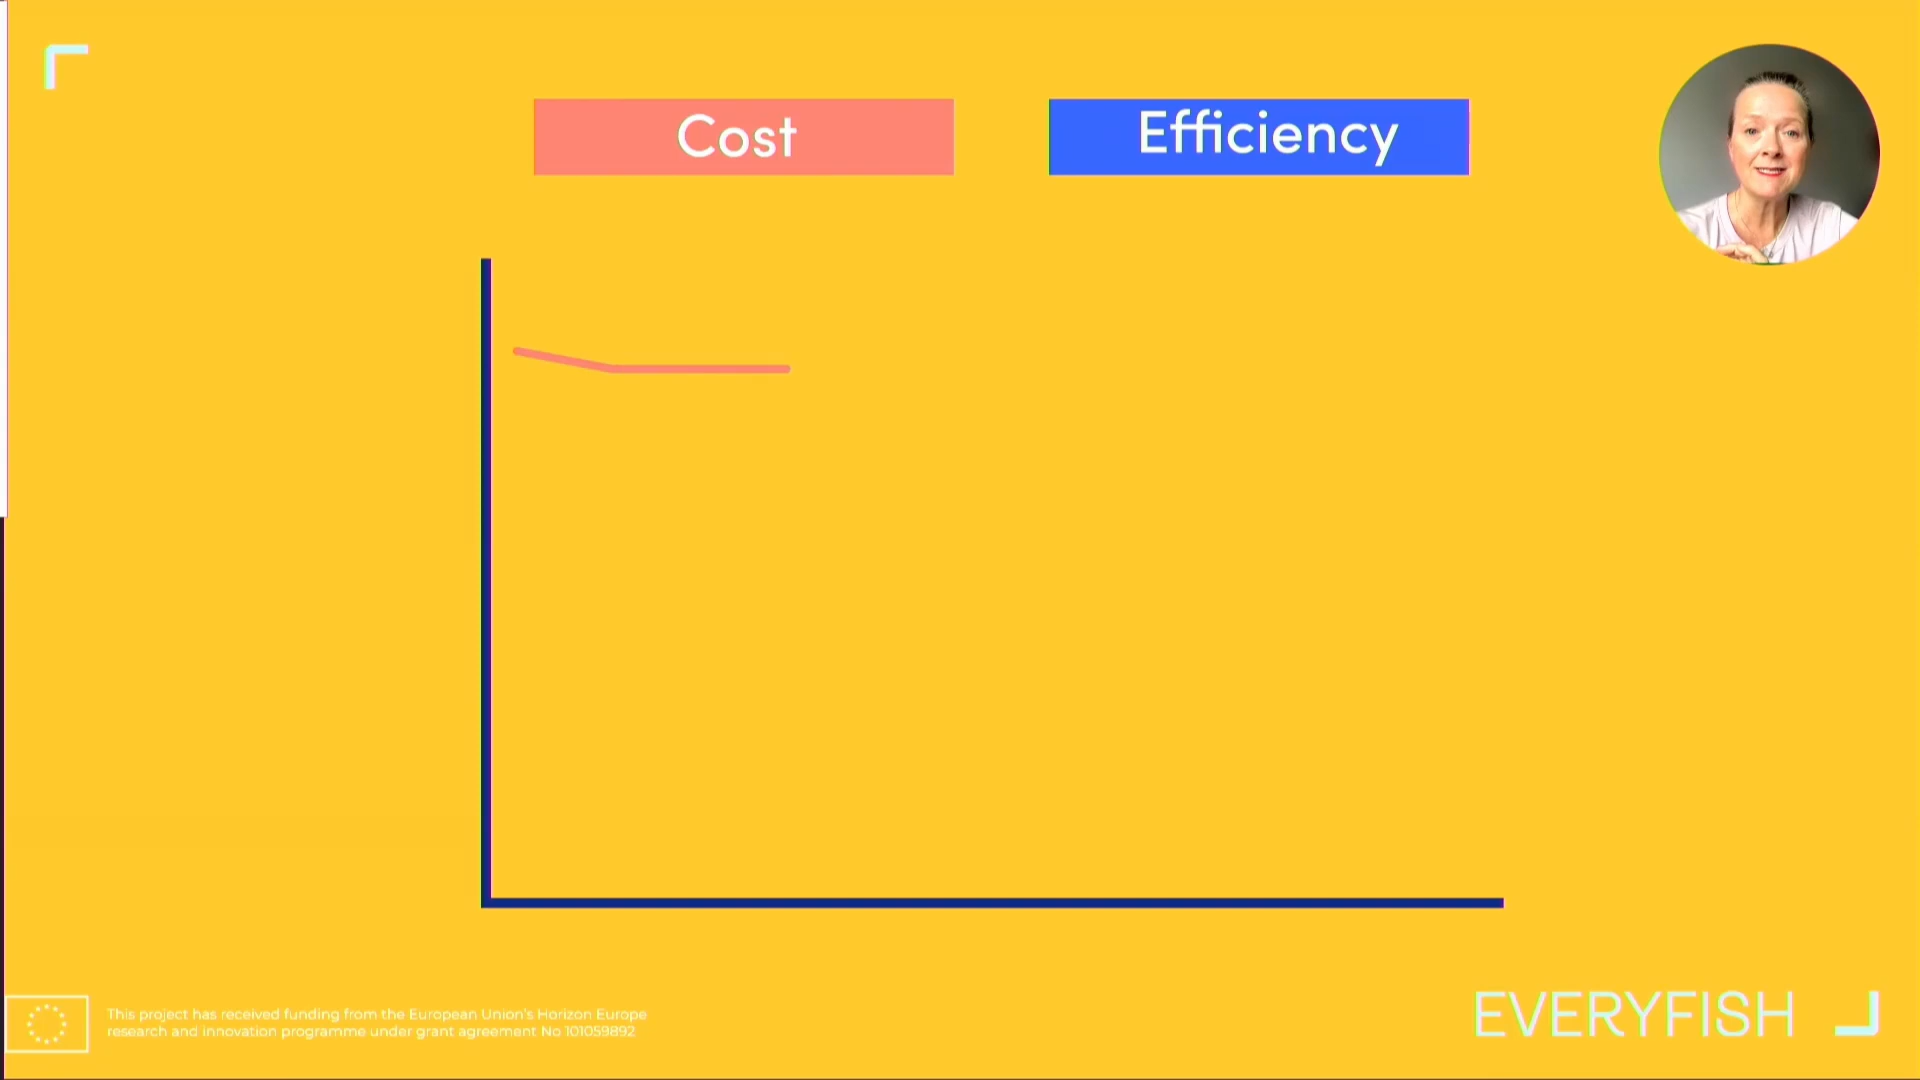 Cost
Efficiency
This project has received funding from the European Union's Horizon Europe
research and innovation programme under grant agreement No 101059892
EVERYFISH